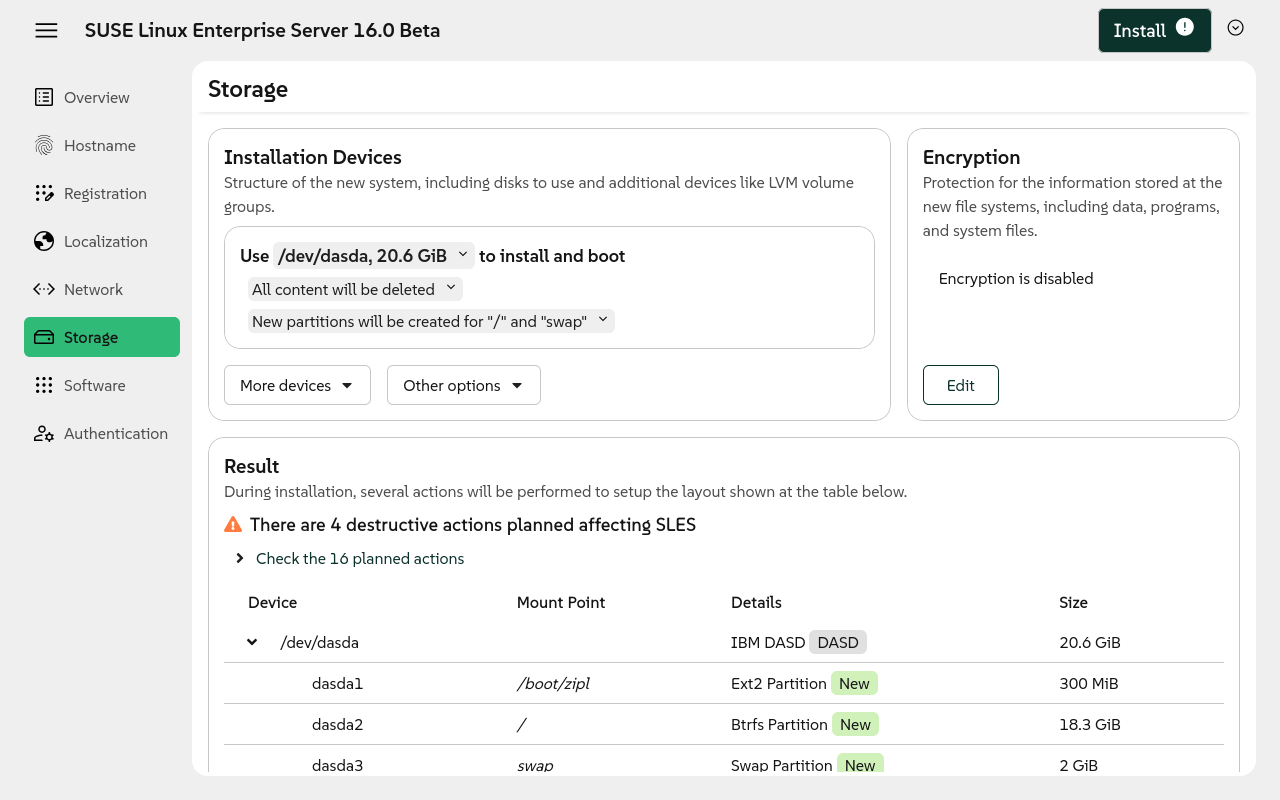 SUSE Linux Enterprise Server 16.0 Beta
Install
Overview
Hostname
Registration
Localization
Network
Storage
Software
Authentication
Storage
Installation Devices
Structure of the new system, including disks to use and additional devices like LVM volume
groups.
Use /dev/dasda, 20.6 GiB to install and boot
All content will be deleted
New partitions will be created for "/" and "swap"
More devices
Other options
Encryption
Protection for the information stored at the
new file systems, including data, programs,
and system files.
Encryption is disabled
Edit
Result
During installation, several actions will be performed to setup the layout shown at the table below.
There are 4 destructive actions planned affecting SLES
Check the 16 planned actions
Device Mount Point Details Size
/dev/dasda IBM DASD DASD 20.6 GiB
dasda1 /boot/zipl Ext2 Partition New 300 MiB
dasda2 / Btrfs Partition New 18.3 GiB
dasda3 swap Swap Partition New 2 GiB